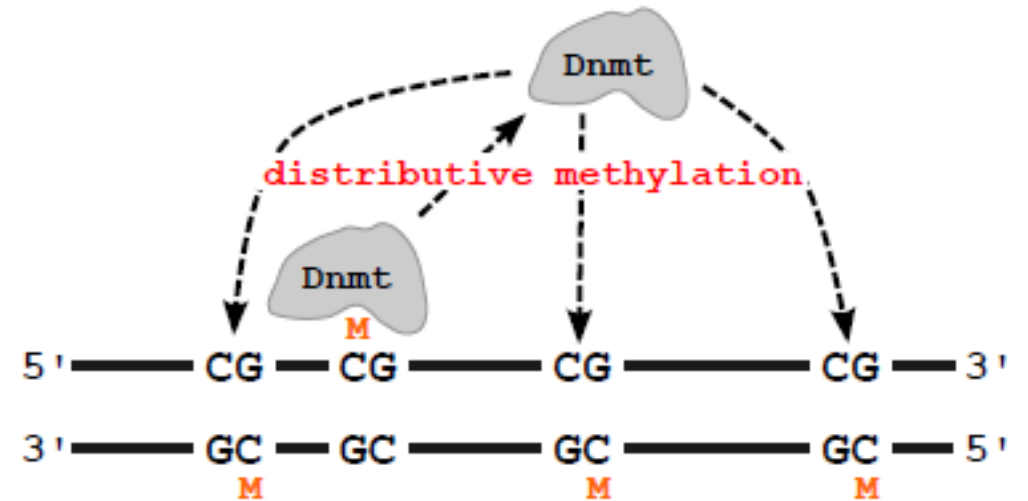 Dnmt
distributive methylation
Dnmt
M
5' CG CG CG CG 3'
3' GC GC GC GC 5'
M M M